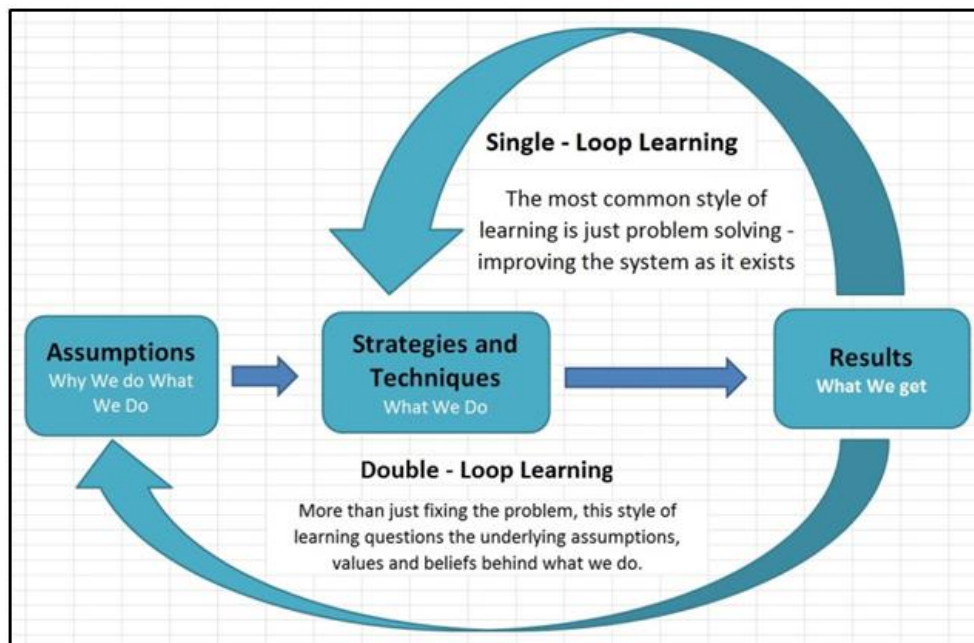 Single - Loop Learning
The most common style of
learning is just problem solving -
improving the system as it exists
Assumptions
Why We do What
We Do
Strategies and
Techniques
What We Do
Results
What We get
Double - Loop Learning
More than just fixing the problem, this style of
learning questions the underlying assumptions,
values and beliefs behind what we do.